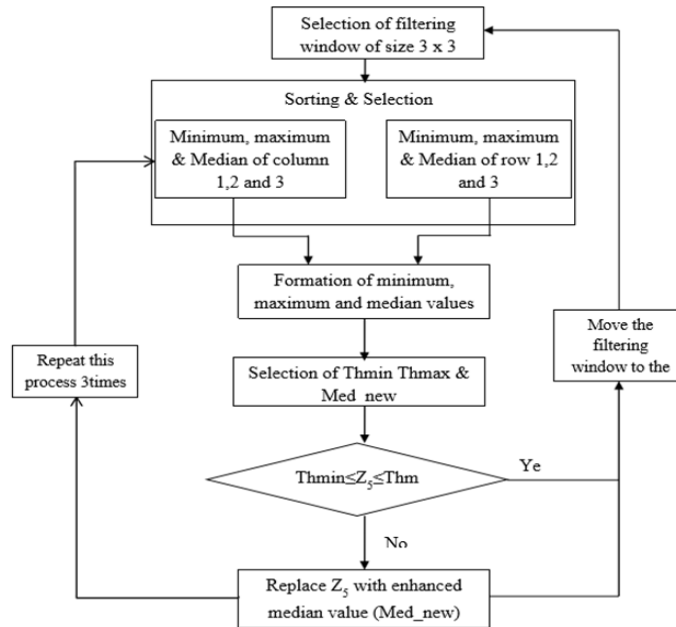 Selection of filtering
window of size 3 x 3
Sorting & Selection
Minimum, maximum
& Median of column
1,2 and 3
Minimum, maximum
& Median of row 1,2
and 3
Formation of minimum,
maximum and median values
Move the
filtering
window to the
Repeat this
process 3times
Selection of Thmin Thmax &
Med_new
Thmin≤Z₅≤Thm
Ye
No
Replace Z₅ with enhanced
median value (Med_new)